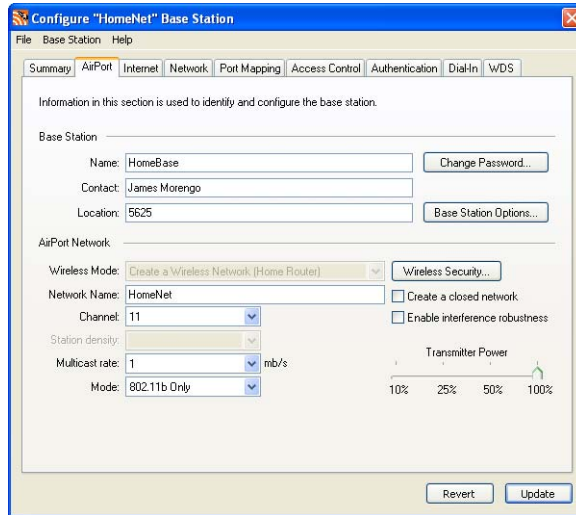 Configure "HomeNet" Base Station
File Base Station Help
Summary AirPort Internet Network Port Mapping Access Control Authentication Dial-In WDS
Information in this section is used to identify and configure the base station.
Base Station
Name: HomeBase Change Password...
Contact: James Morengo
Location: 5625 Base Station Options...
AirPort Network
Wireless Mode: Create a Wireless Network (Home Router) Wireless Security...
Network Name: HomeNet Create a closed network
Channel: 11 Enable interference robustness
Station density:
Transmitter Power
Multicast rate: 1 mb/s
Mode: 802.11b Only 10% 25% 50% 100%
Revert Update